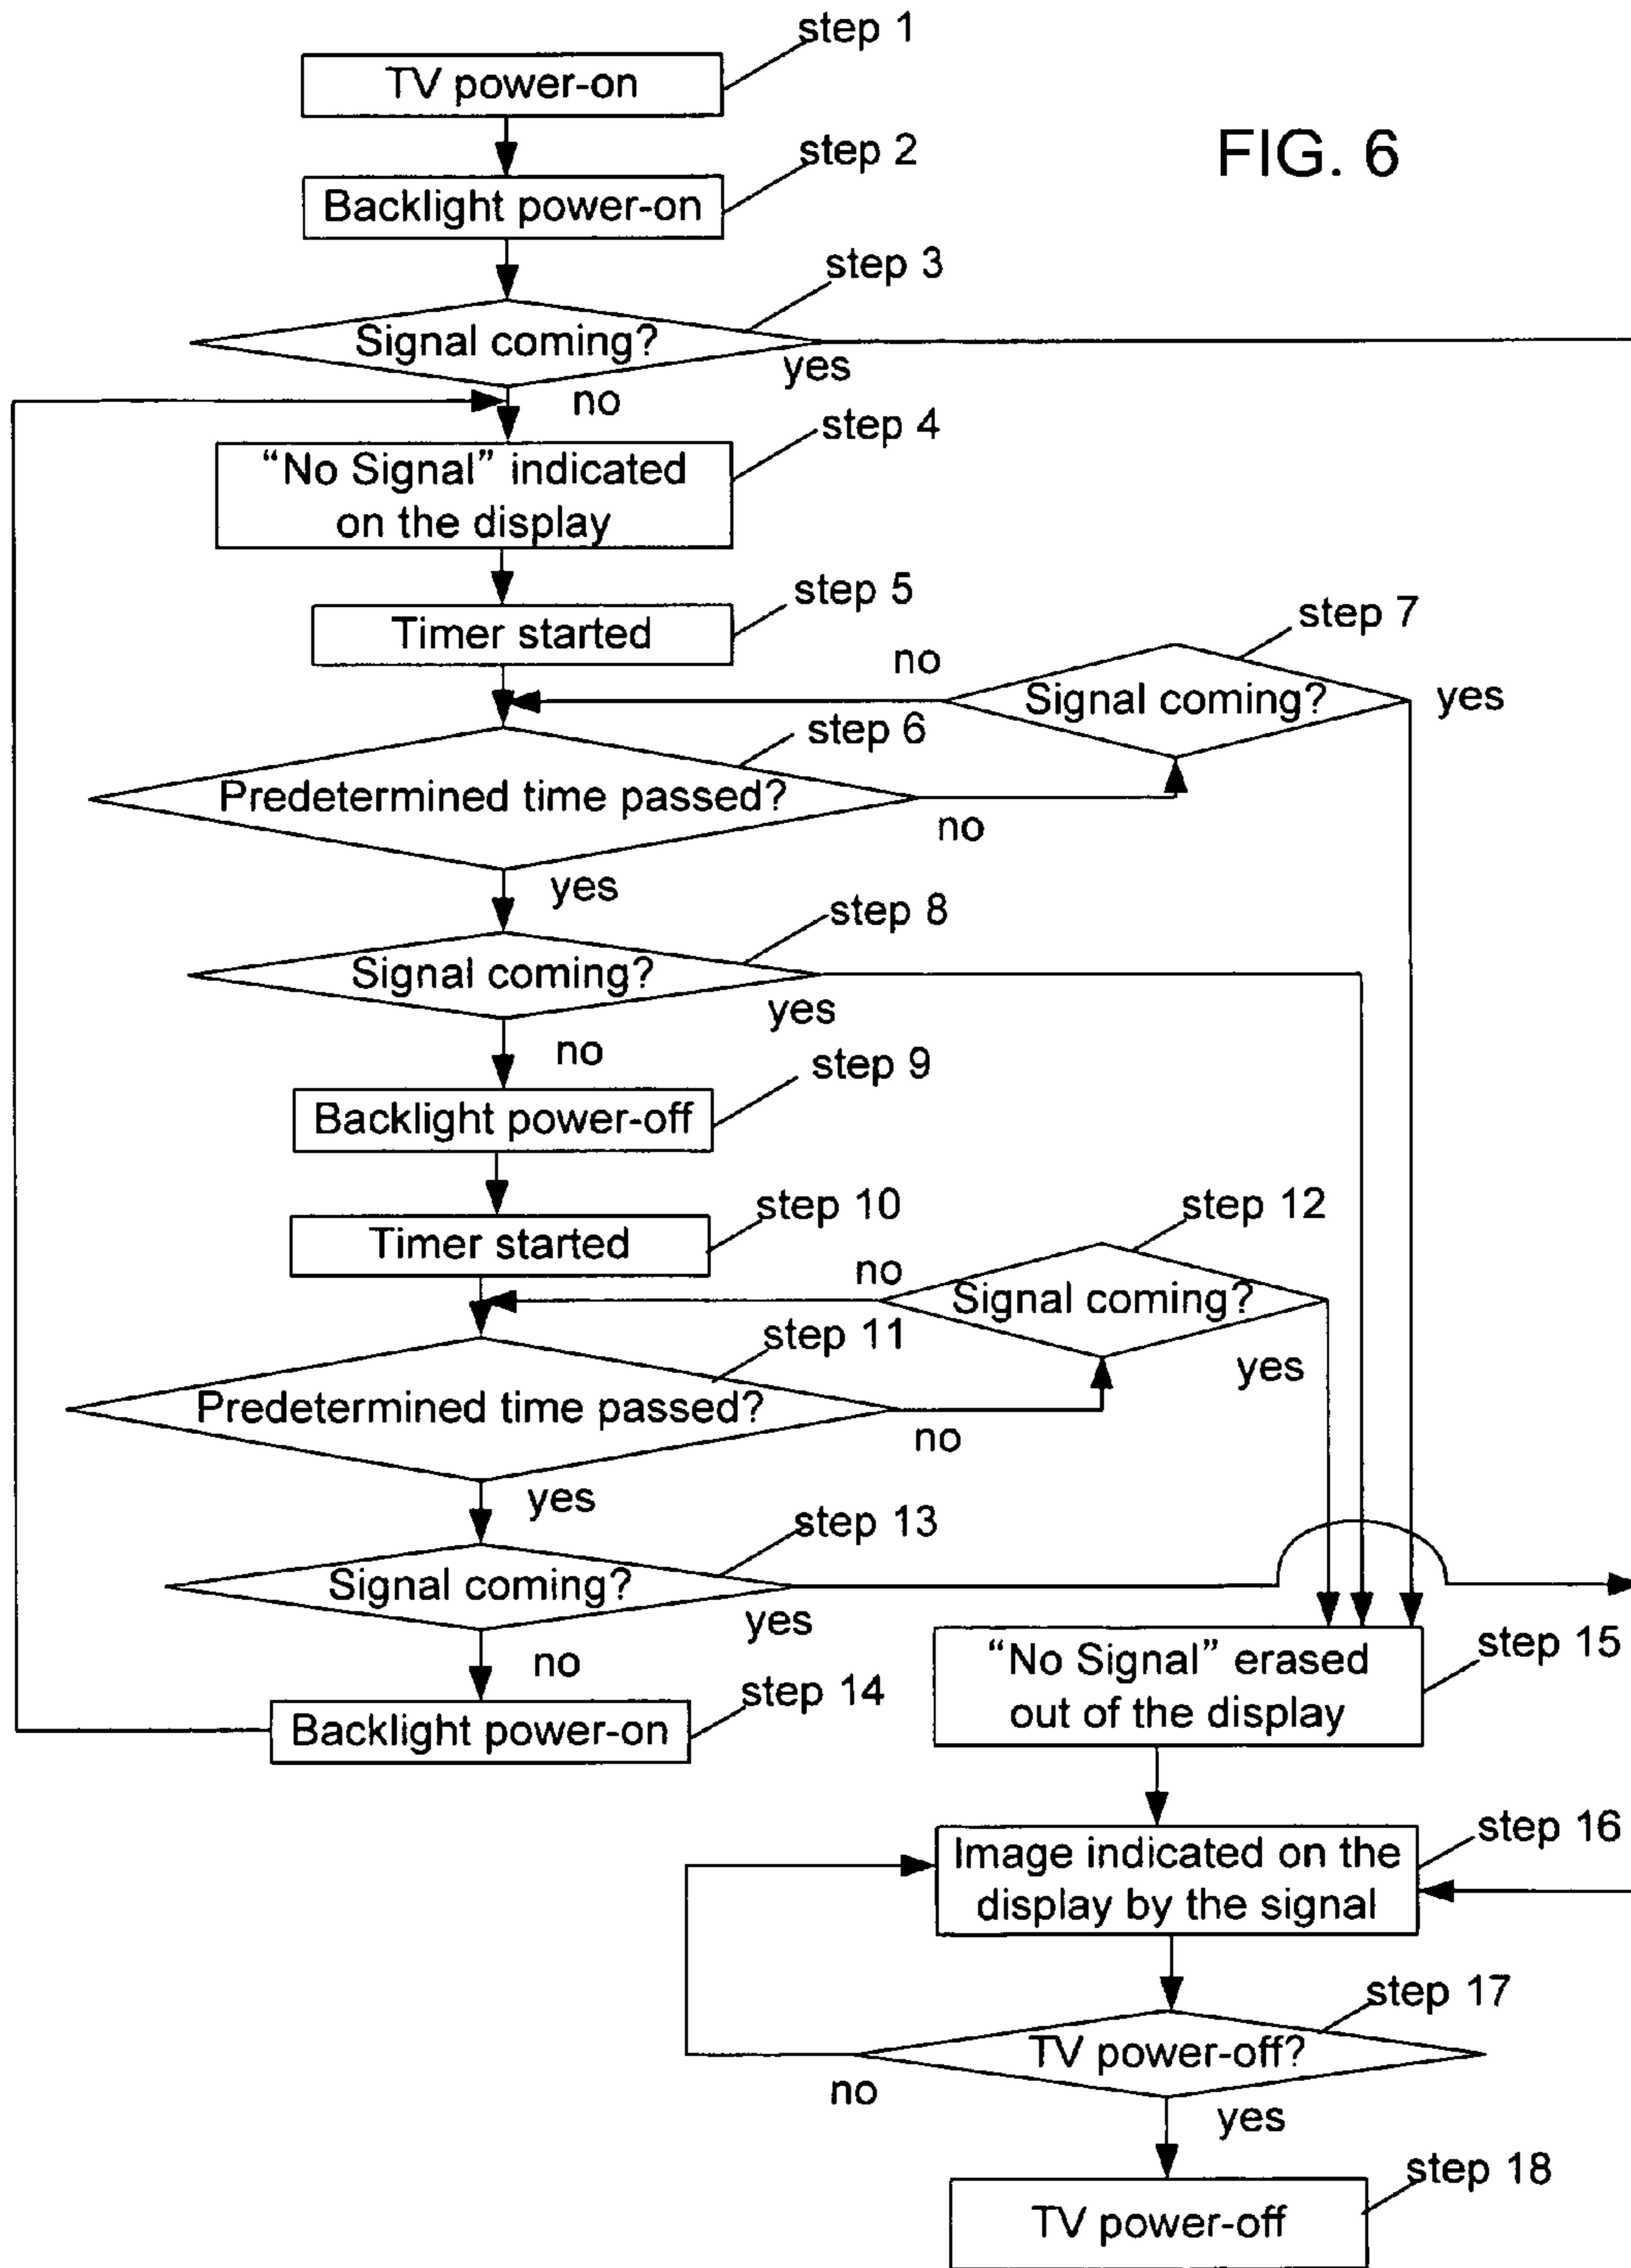 FIG. 6
step 1
TV power-on
step 2
Backlight power-on
step 3
Signal coming?
yes
no
step 4
“No Signal” indicated
on the display
step 5
Timer started
step 7
no
Signal coming?
yes
step 6
Predetermined time passed?
no
yes
step 8
Signal coming?
yes
no
step 9
Backlight power-off
step 10
Timer started
step 12
no
Signal coming?
yes
step 11
Predetermined time passed?
no
yes
step 13
Signal coming?
yes
no
step 14
Backlight power-on
step 15
“No Signal” erased
out of the display
step 16
Image indicated on the
display by the signal
step 17
TV power-off?
no
yes
step 18
TV power-off